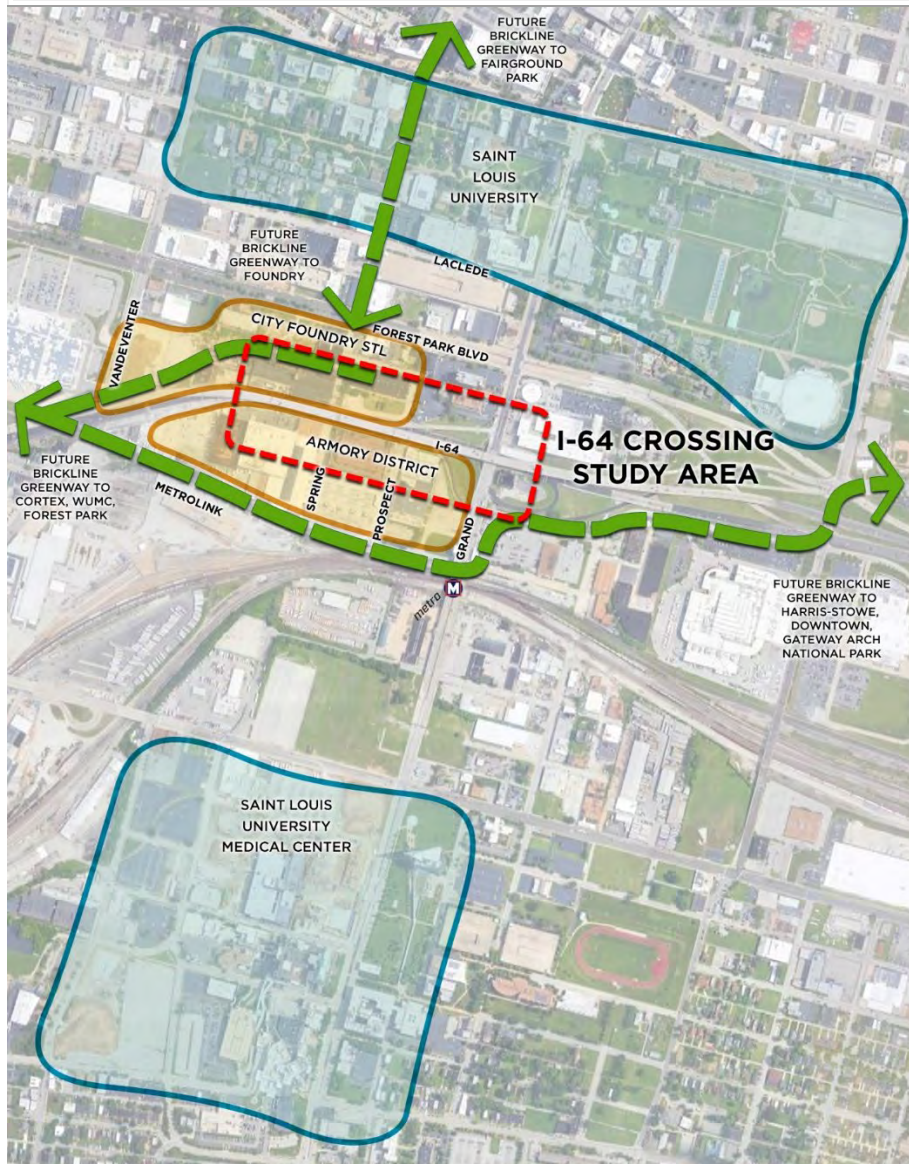 FUTURE
BRICKLINE
GREENWAY TO
FAIRGROUND
PARK
SAINT
LOUIS
UNIVERSITY
FUTURE
BRICKLINE
GREENWAY TO
FOUNDRY
LACLEDE
VANDEVENTER
CITY FOUNDRY STL
FOREST PARK BLVD
I-64
ARMORY DISTRICT
I-64 CROSSING
STUDY AREA
FUTURE
BRICKLINE
GREENWAY TO
CORTEX, WUMC,
FOREST PARK
METROLINK
SPRING
PROSPECT
GRAND
M
metro
FUTURE BRICKLINE
GREENWAY TO
HARRIS-STOWE,
DOWNTOWN,
GATEWAY ARCH
NATIONAL PARK
SAINT LOUIS
UNIVERSITY
MEDICAL CENTER